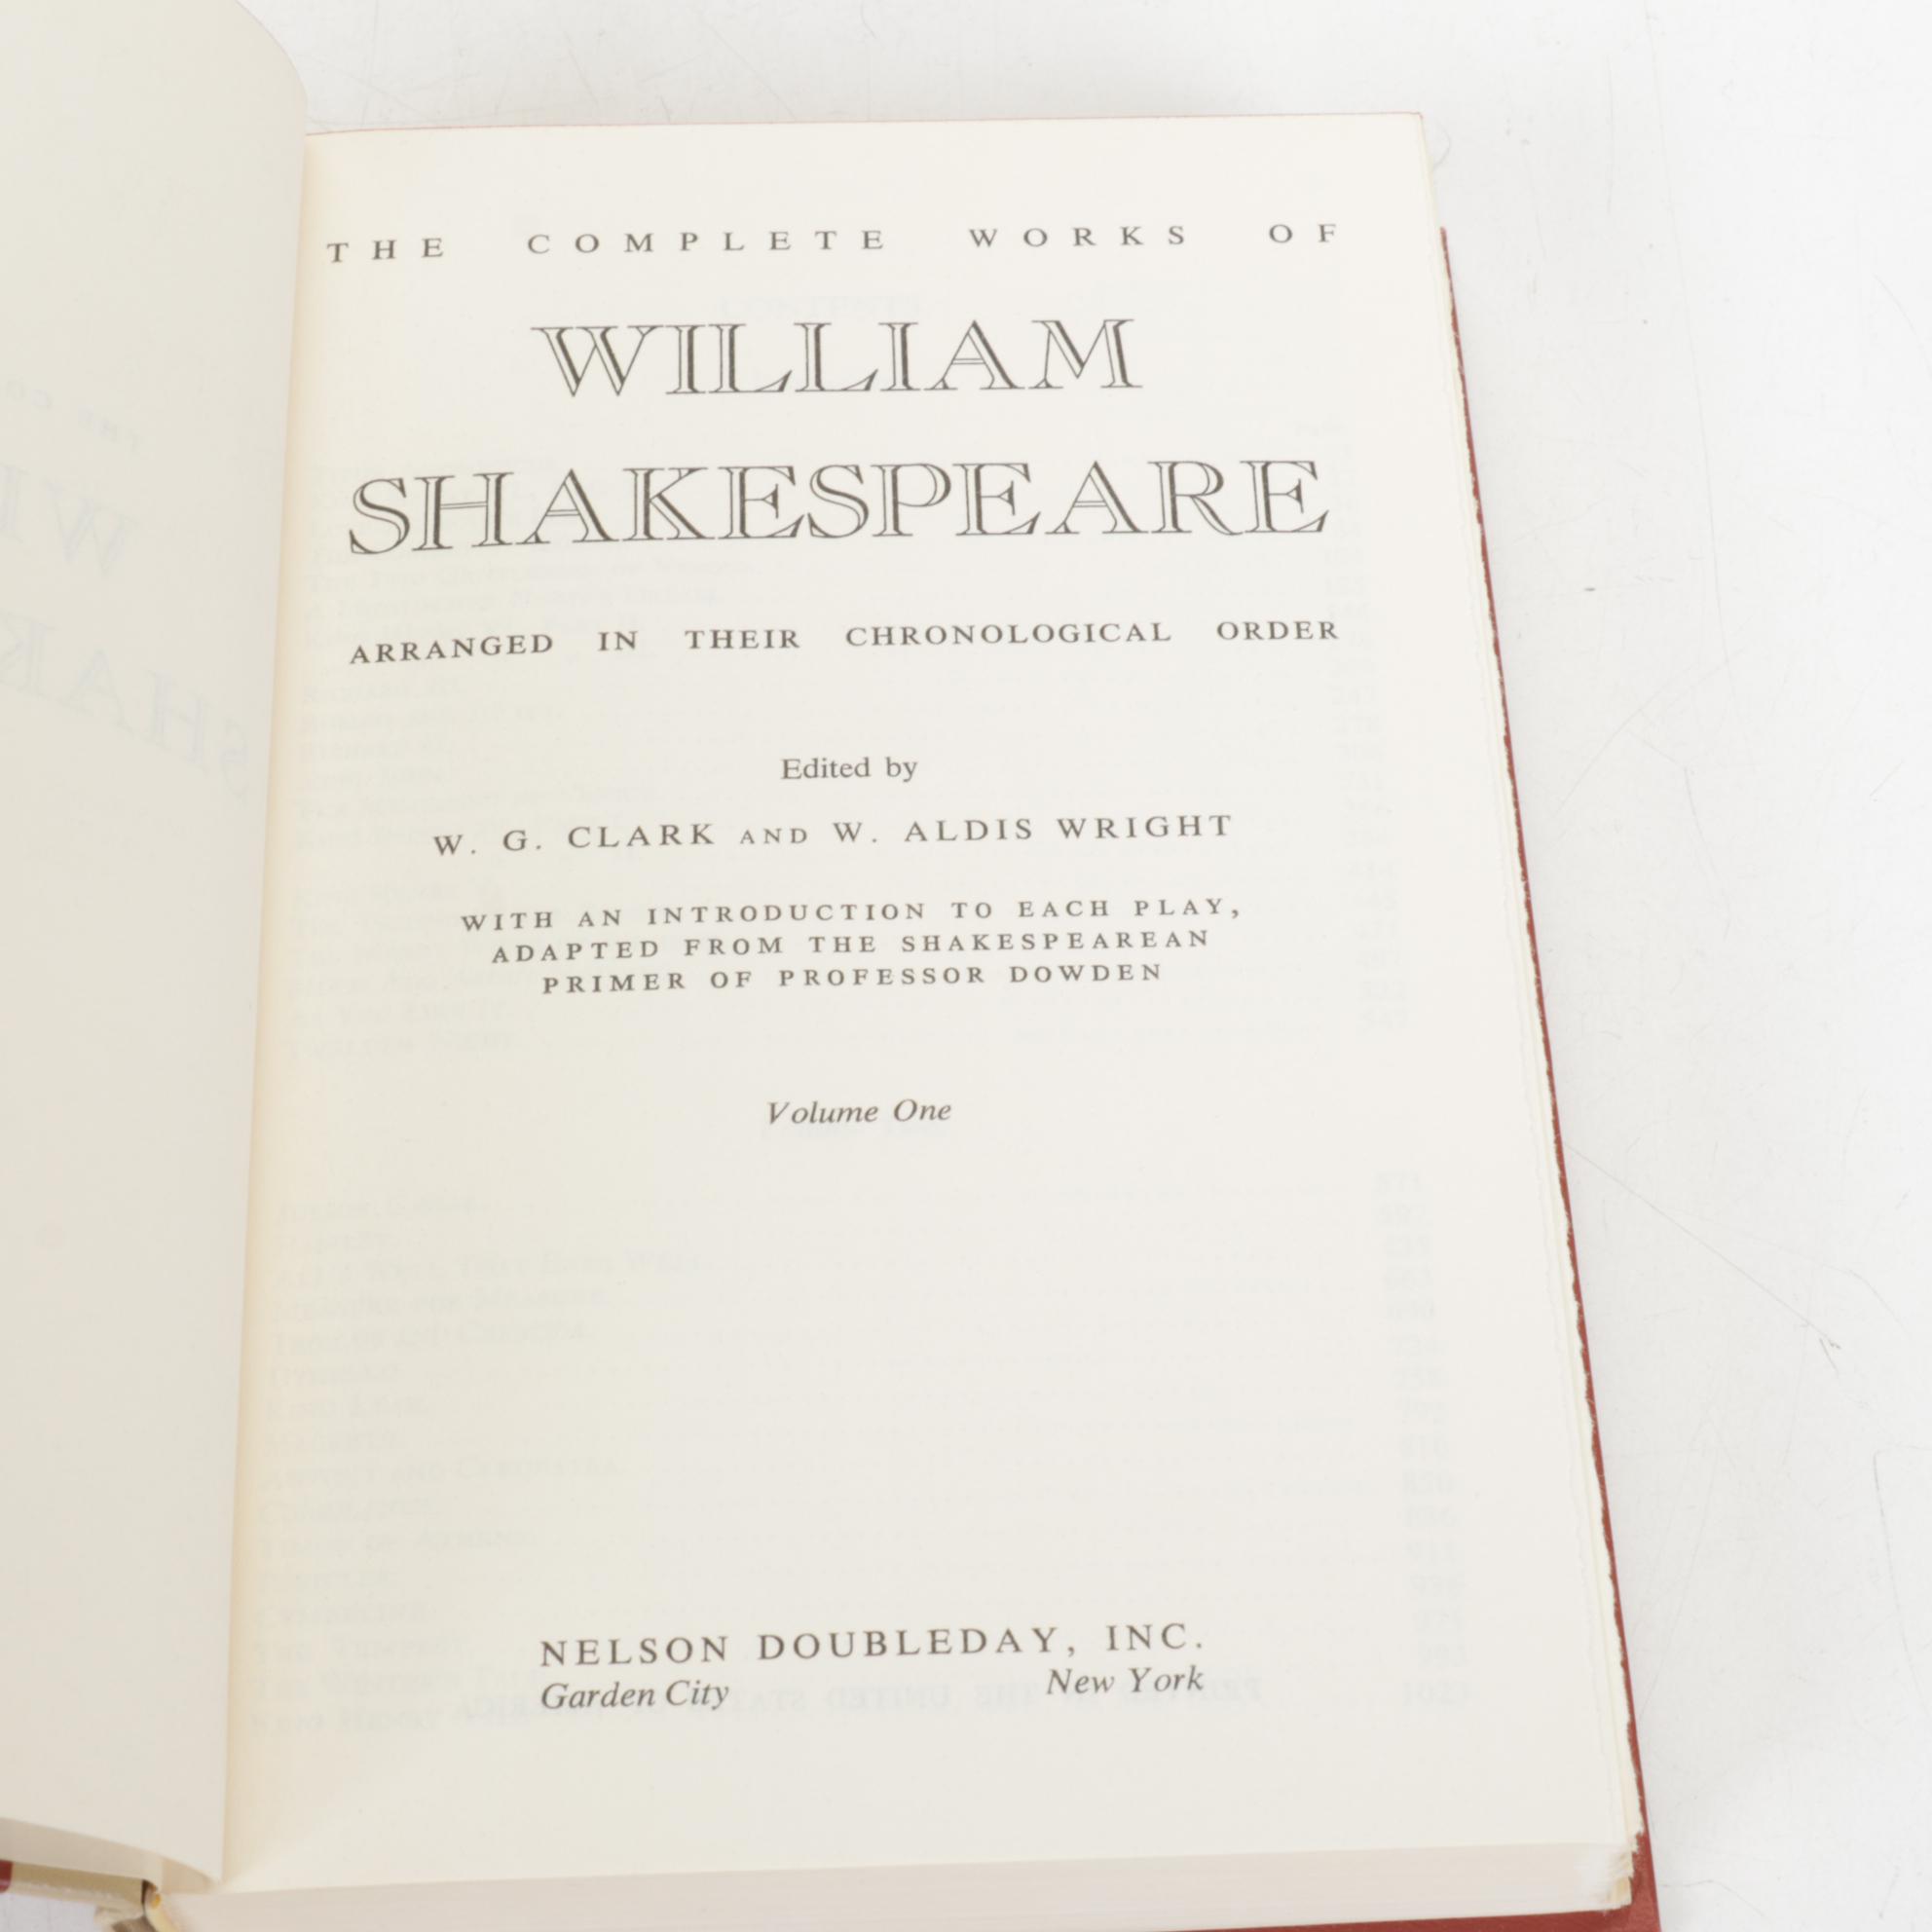 THE COMPLETE WORKS OF
WILLIAM
SHAKESPEARE
ARRANGED IN THEIR CHRONOLOGICAL ORDER
Edited by
W. G. CLARK AND W. ALDIS WRIGHT
WITH AN INTRODUCTION TO EACH PLAY,
ADAPTED FROM THE SHAKESPEAREAN
PRIMER OF PROFESSOR DOWDEN
Volume One
NELSON DOUBLEDAY, INC.
Garden City New York